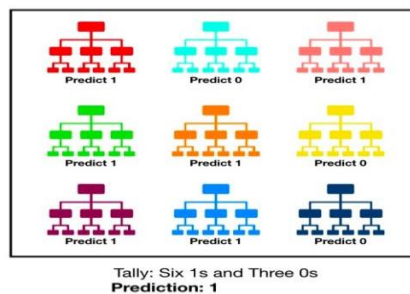 Predict 1 Predict 0 Predict 1
Predict 1 Predict 1 Predict 0
Predict 1 Predict 1 Predict 0
Tally: Six 1s and Three 0s
Prediction: 1